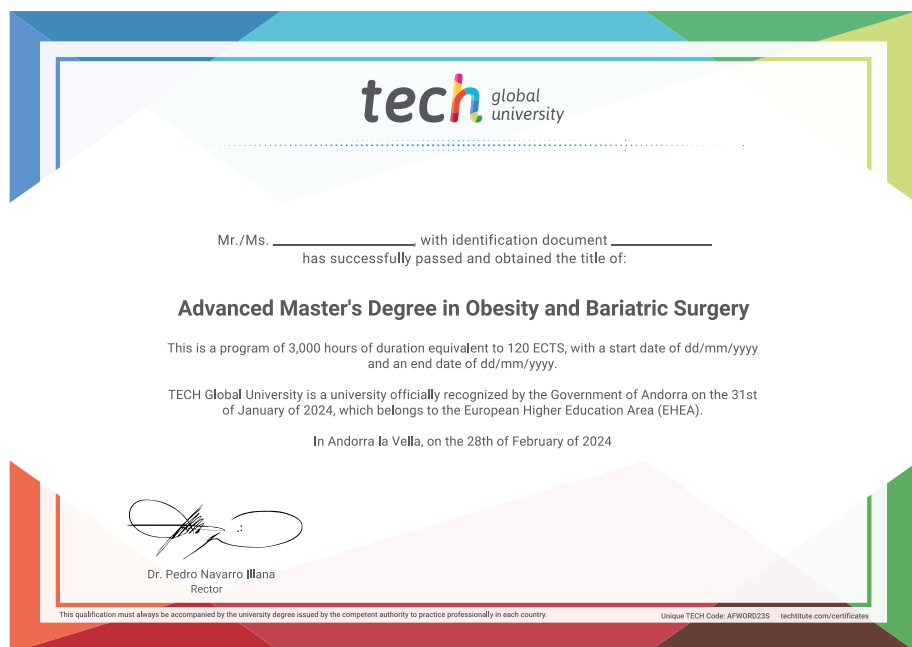 tech global
university
Mr./Ms. ____________________, with identification document ______________
has successfully passed and obtained the title of:
Advanced Master's Degree in Obesity and Bariatric Surgery
This is a program of 3,000 hours of duration equivalent to 120 ECTS, with a start date of dd/mm/yyyy
and an end date of dd/mm/yyyy.
TECH Global University is a university officially recognized by the Government of Andorra on the 31st
of January of 2024, which belongs to the European Higher Education Area (EHEA).
In Andorra la Vella, on the 28th of February of 2024
Dr. Pedro Navarro Illana
Rector
This qualification must always be accompanied by the university degree issued by the competent authority to practice professionally in each country.
Unique TECH Code: AFWORD23S techtitute.com/certificates